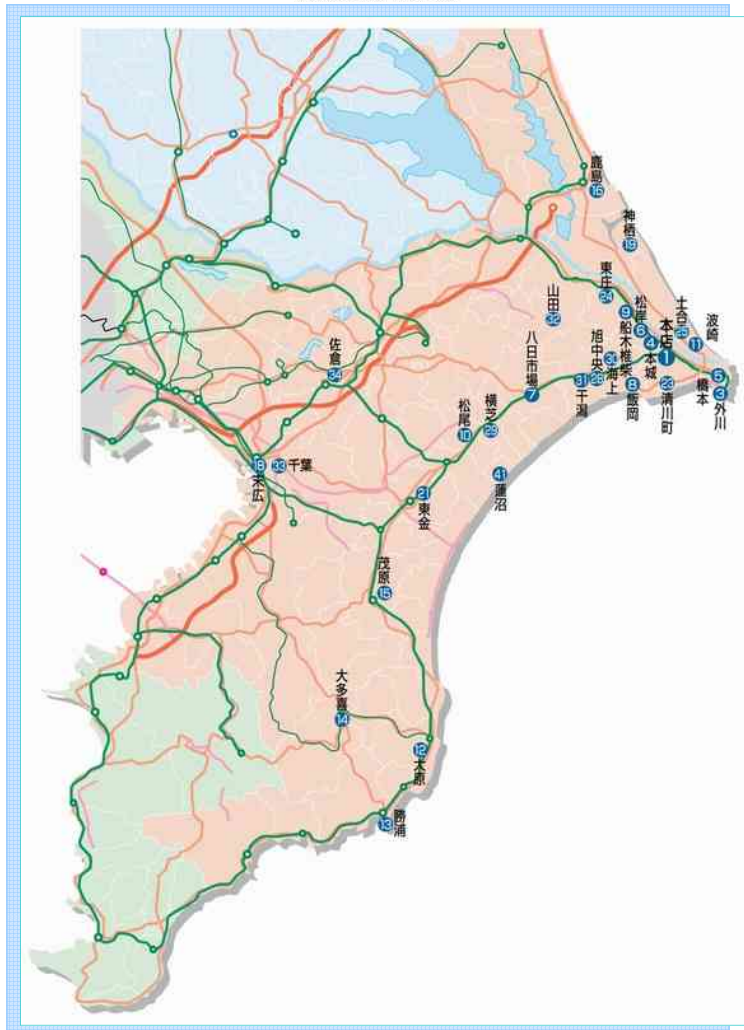 鹿島
16
神栖
19
東庄
24
山田
32
9
船木椎柴
松岸
6
4
本城
本店
1
土合
25
11
波崎
5
橋本
3
外川
23
清川町
8
飯岡
30
海上
旭中央
26
31
干潟
八日市場
7
佐倉
34
横芝
29
松尾
10
41
蓮沼
18
末広
33
千葉
21
東金
茂原
15
大多喜
14
12
大原
13
勝浦